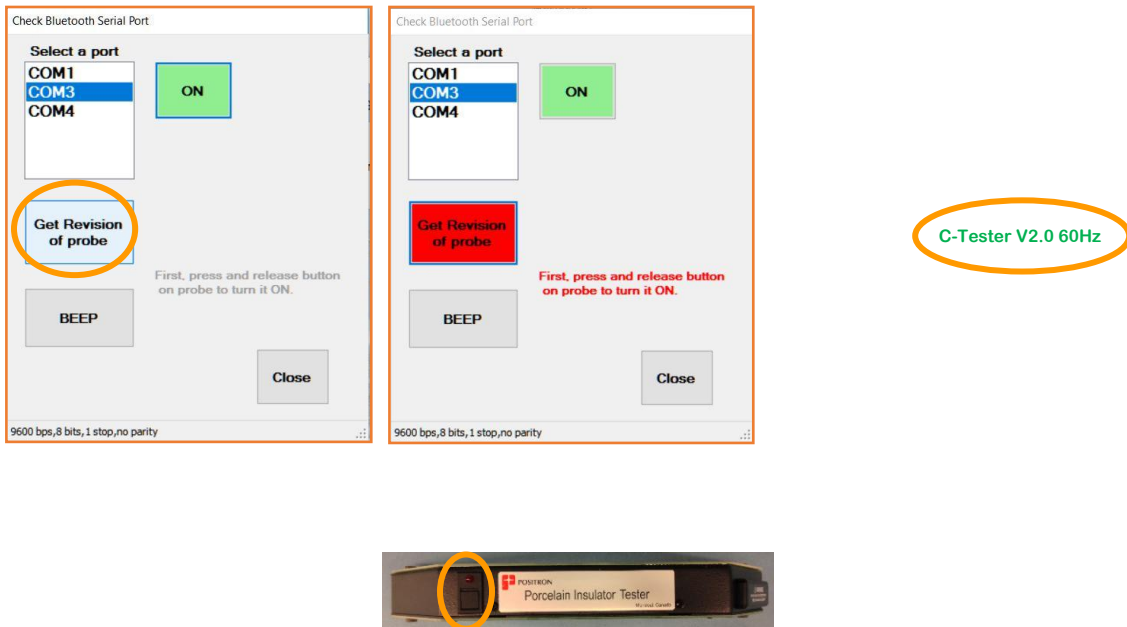 Check Bluetooth Serial Port
Select a port
COM1
COM3
COM4
ON
Get Revision
of probe
First, press and release button
on probe to turn it ON.
BEEP
Close
9600 bps,8 bits,1 stop,no parity
Check Bluetooth Serial Port
Select a port
COM1
COM3
COM4
ON
Get Revision
of probe
First, press and release button
on probe to turn it ON.
BEEP
Close
9600 bps,8 bits,1 stop,no parity
C-Tester V2.0 60Hz
POSITRON
Porcelain Insulator Tester
Montreal Canada